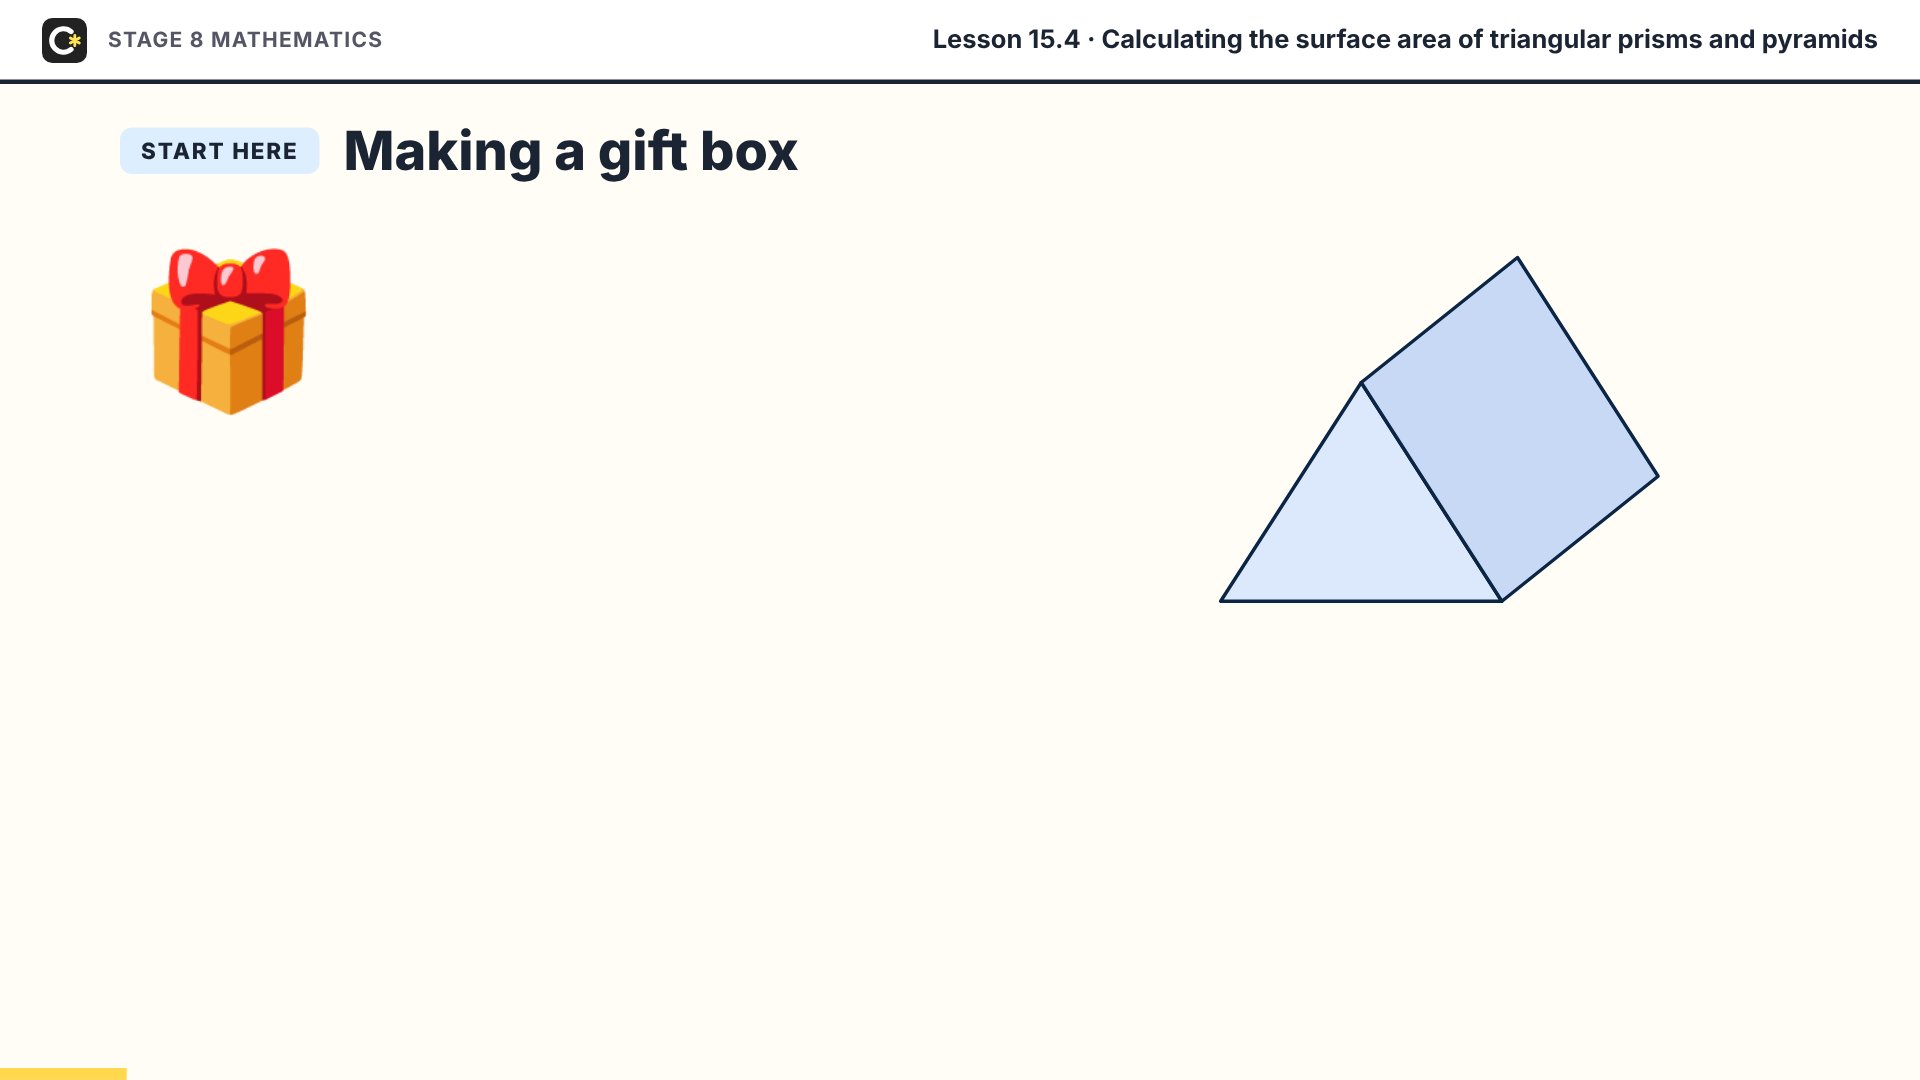 STAGE 8 MATHEMATICS
Lesson 15.4 · Calculating the surface area of triangular prisms and pyramids
START HERE
Making a gift box